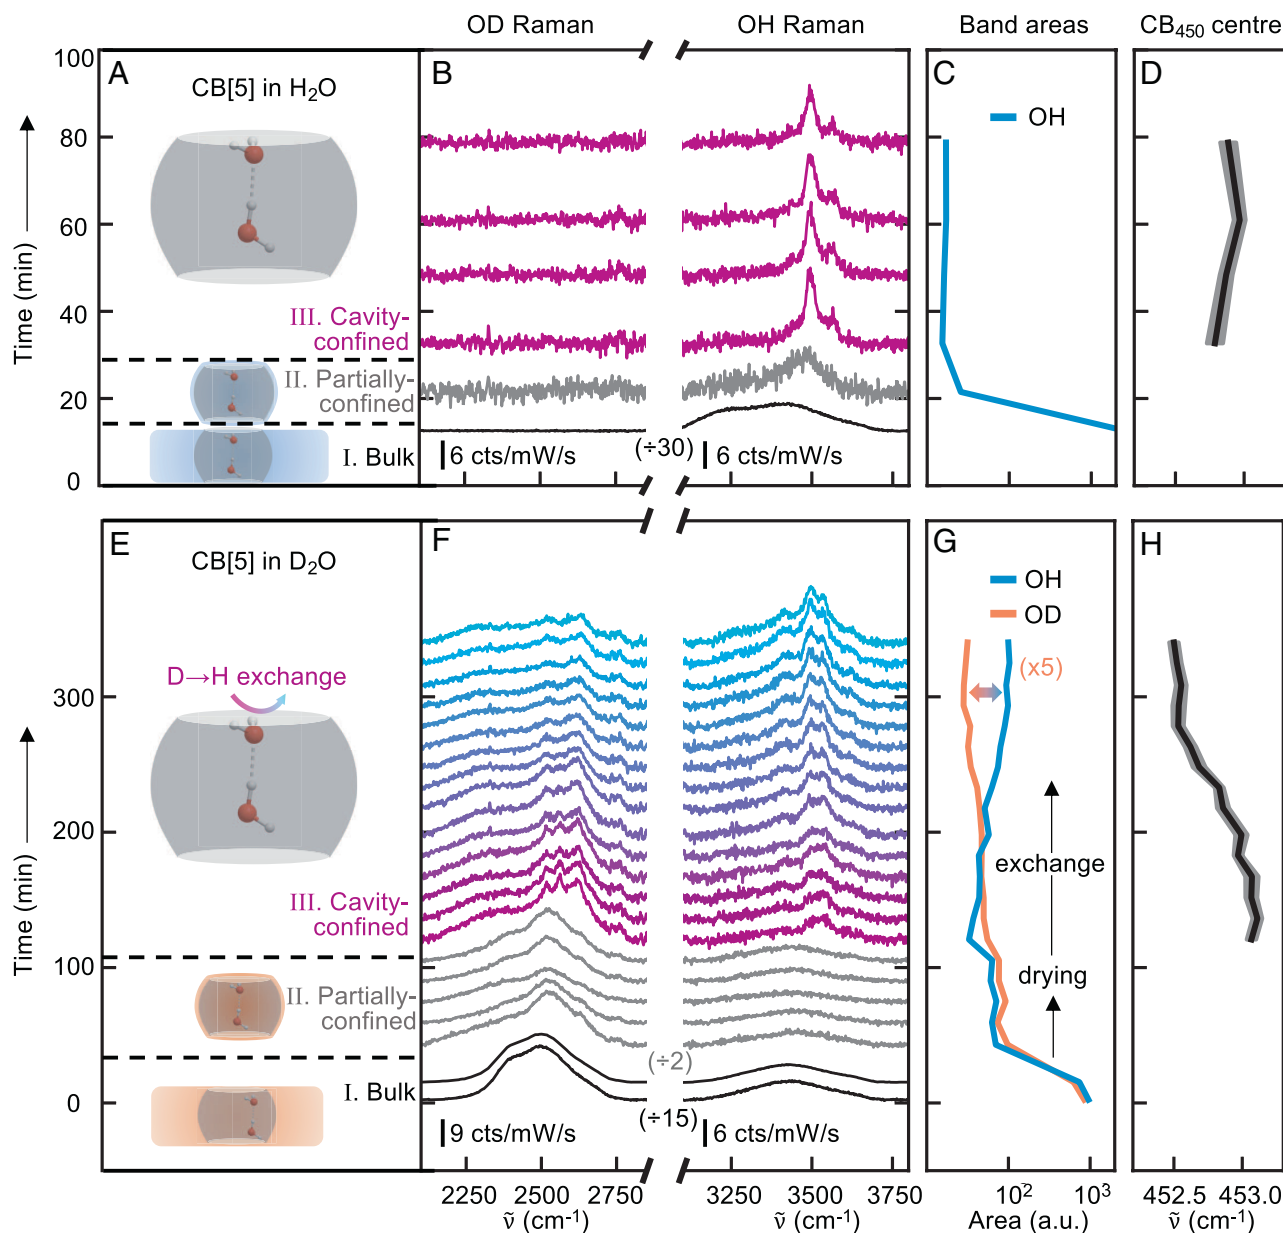 OD Raman
OH Raman
Band areas
CB₄₅₀ centre
100
80
60
40
20
0
Time (min)
A
CB[5] in H₂O
III. Cavity-
confined
II. Partially-
confined
I. Bulk
B
6 cts/mW/s
(÷30)
6 cts/mW/s
C
OH
D
300
200
100
0
Time (min)
E
CB[5] in D₂O
D→H exchange
III. Cavity-
confined
II. Partially-
confined
I. Bulk
F
(÷2)
(÷15)
9 cts/mW/s
6 cts/mW/s
G
OH
OD
(x5)
exchange
drying
H
2250 2500 2750
ṽ (cm⁻¹)
3250 3500 3750
ṽ (cm⁻¹)
10² 10³
Area (a.u.)
452.5 453.0
ṽ (cm⁻¹)